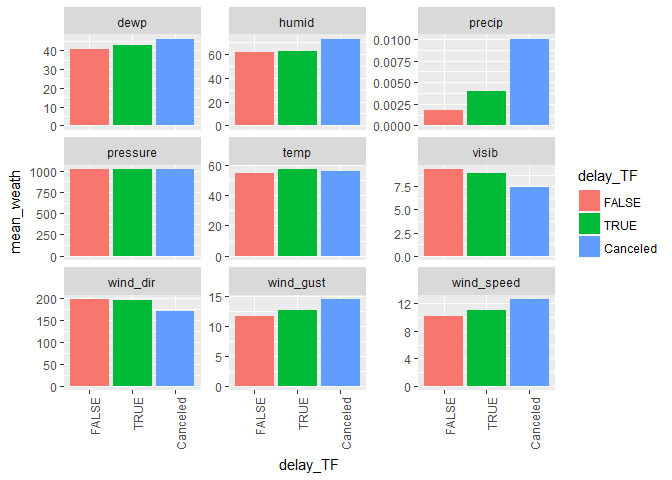 dewp
humid
precip
40
30
20
10
0
60
40
20
0
0.0100
0.0075
0.0050
0.0025
0.0000
pressure
temp
visib
1000
750
500
250
0
60
40
20
0
7.5
5.0
2.5
0.0
wind_dir
wind_gust
wind_speed
200
150
100
50
0
15
10
5
0
12
8
4
0
FALSE
TRUE
Canceled
FALSE
TRUE
Canceled
FALSE
TRUE
Canceled
delay_TF
mean_weath
delay_TF
FALSE
TRUE
Canceled